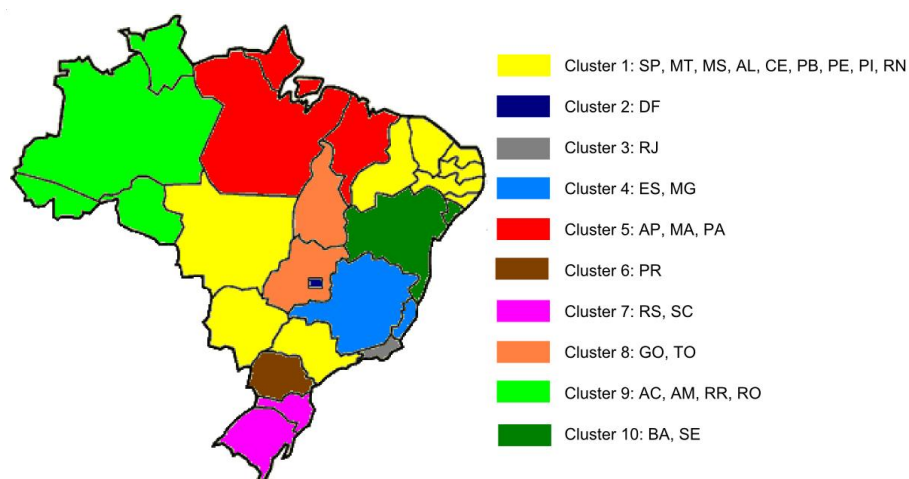 Cluster 1: SP, MT, MS, AL, CE, PB, PE, PI, RN
Cluster 2: DF
Cluster 3: RJ
Cluster 4: ES, MG
Cluster 5: AP, MA, PA
Cluster 6: PR
Cluster 7: RS, SC
Cluster 8: GO, TO
Cluster 9: AC, AM, RR, RO
Cluster 10: BA, SE